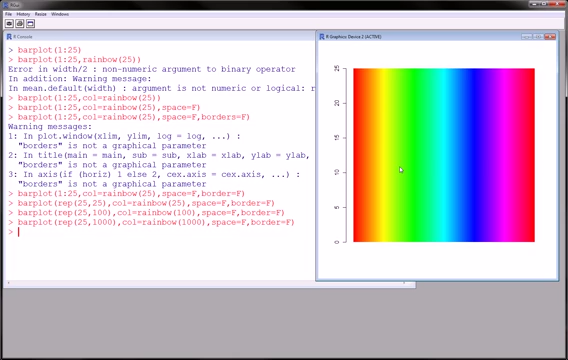 RGui
File History Resize Windows
R Console
> barplot(1:25)
> barplot(1:25,rainbow(25))
Error in width/2 : non-numeric argument to binary operator
In addition: Warning message:
In mean.default(width) : argument is not numeric or logical: r
> barplot(1:25,col=rainbow(25))
> barplot(1:25,col=rainbow(25),space=F)
> barplot(1:25,col=rainbow(25),space=F,borders=F)
Warning messages:
1: In plot.window(xlim, ylim, log = log, ...) :
"borders" is not a graphical parameter
2: In title(main = main, sub = sub, xlab = xlab, ylab = ylab,
"borders" is not a graphical parameter
3: In axis(if (horiz) 1 else 2, cex.axis = cex.axis, ...) :
"borders" is not a graphical parameter
> barplot(1:25,col=rainbow(25),space=F,border=F)
> barplot(rep(25,25),col=rainbow(25),space=F,border=F)
> barplot(rep(25,100),col=rainbow(100),space=F,border=F)
> barplot(rep(25,1000),col=rainbow(1000),space=F,border=F)
>
R Graphics Device 2 (ACTIVE)
25
20
15
10
5
0